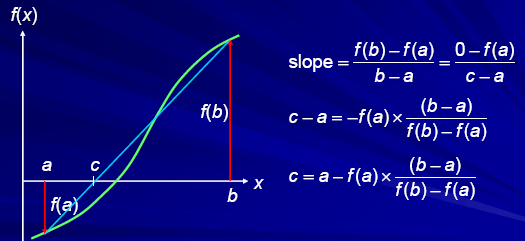 f(x)
slope = (f(b) – f(a)) / (b – a) = (0 – f(a)) / (c – a)
c – a = –f(a) × (b – a) / (f(b) – f(a))
c = a – f(a) × (b – a) / (f(b) – f(a))
f(b)
a
c
x
b
f(a)